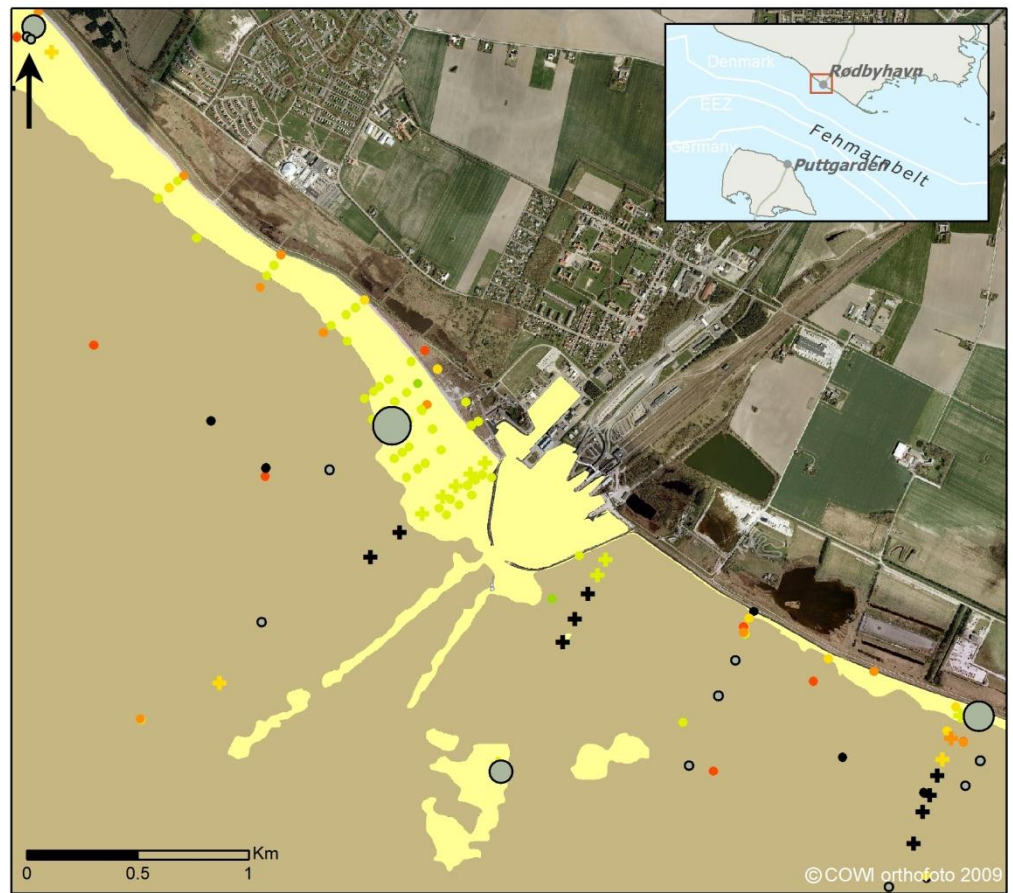 Denmark
Rødbyhavn
EEZ
Fehmarnbelt
Germany
Puttgarden
Km
0 0.5 1
© COWI orthofoto 2009